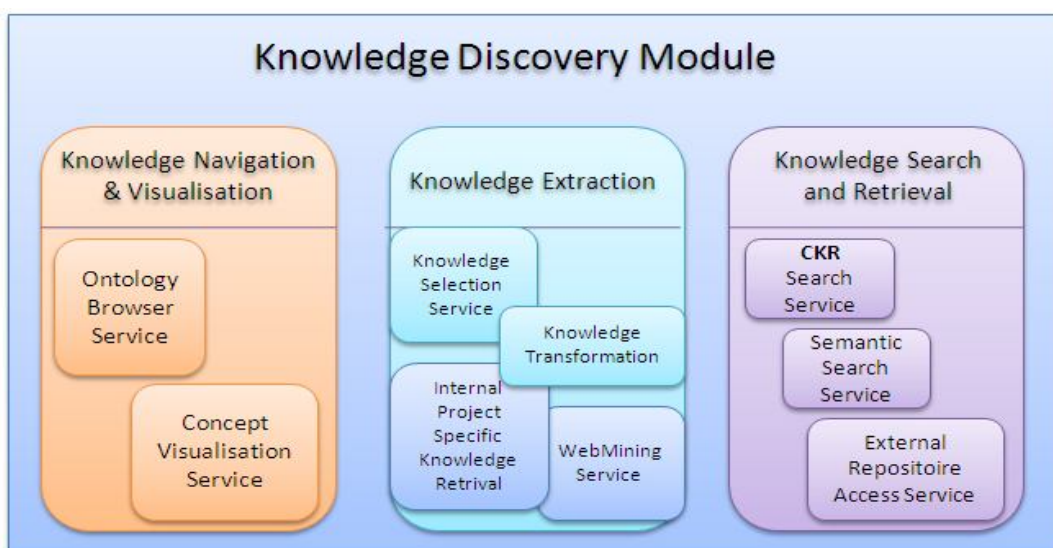 Knowledge Discovery Module
Knowledge Navigation
& Visualisation
Ontology
Browser
Service
Concept
Visualisation
Service
Knowledge Extraction
Knowledge
Selection
Service
Knowledge
Transformation
Internal
Project
Specific
Knowledge
Retrival
WebMining
Service
Knowledge Search
and Retrieval
CKR
Search
Service
Semantic
Search
Service
External
Repositoire
Access Service